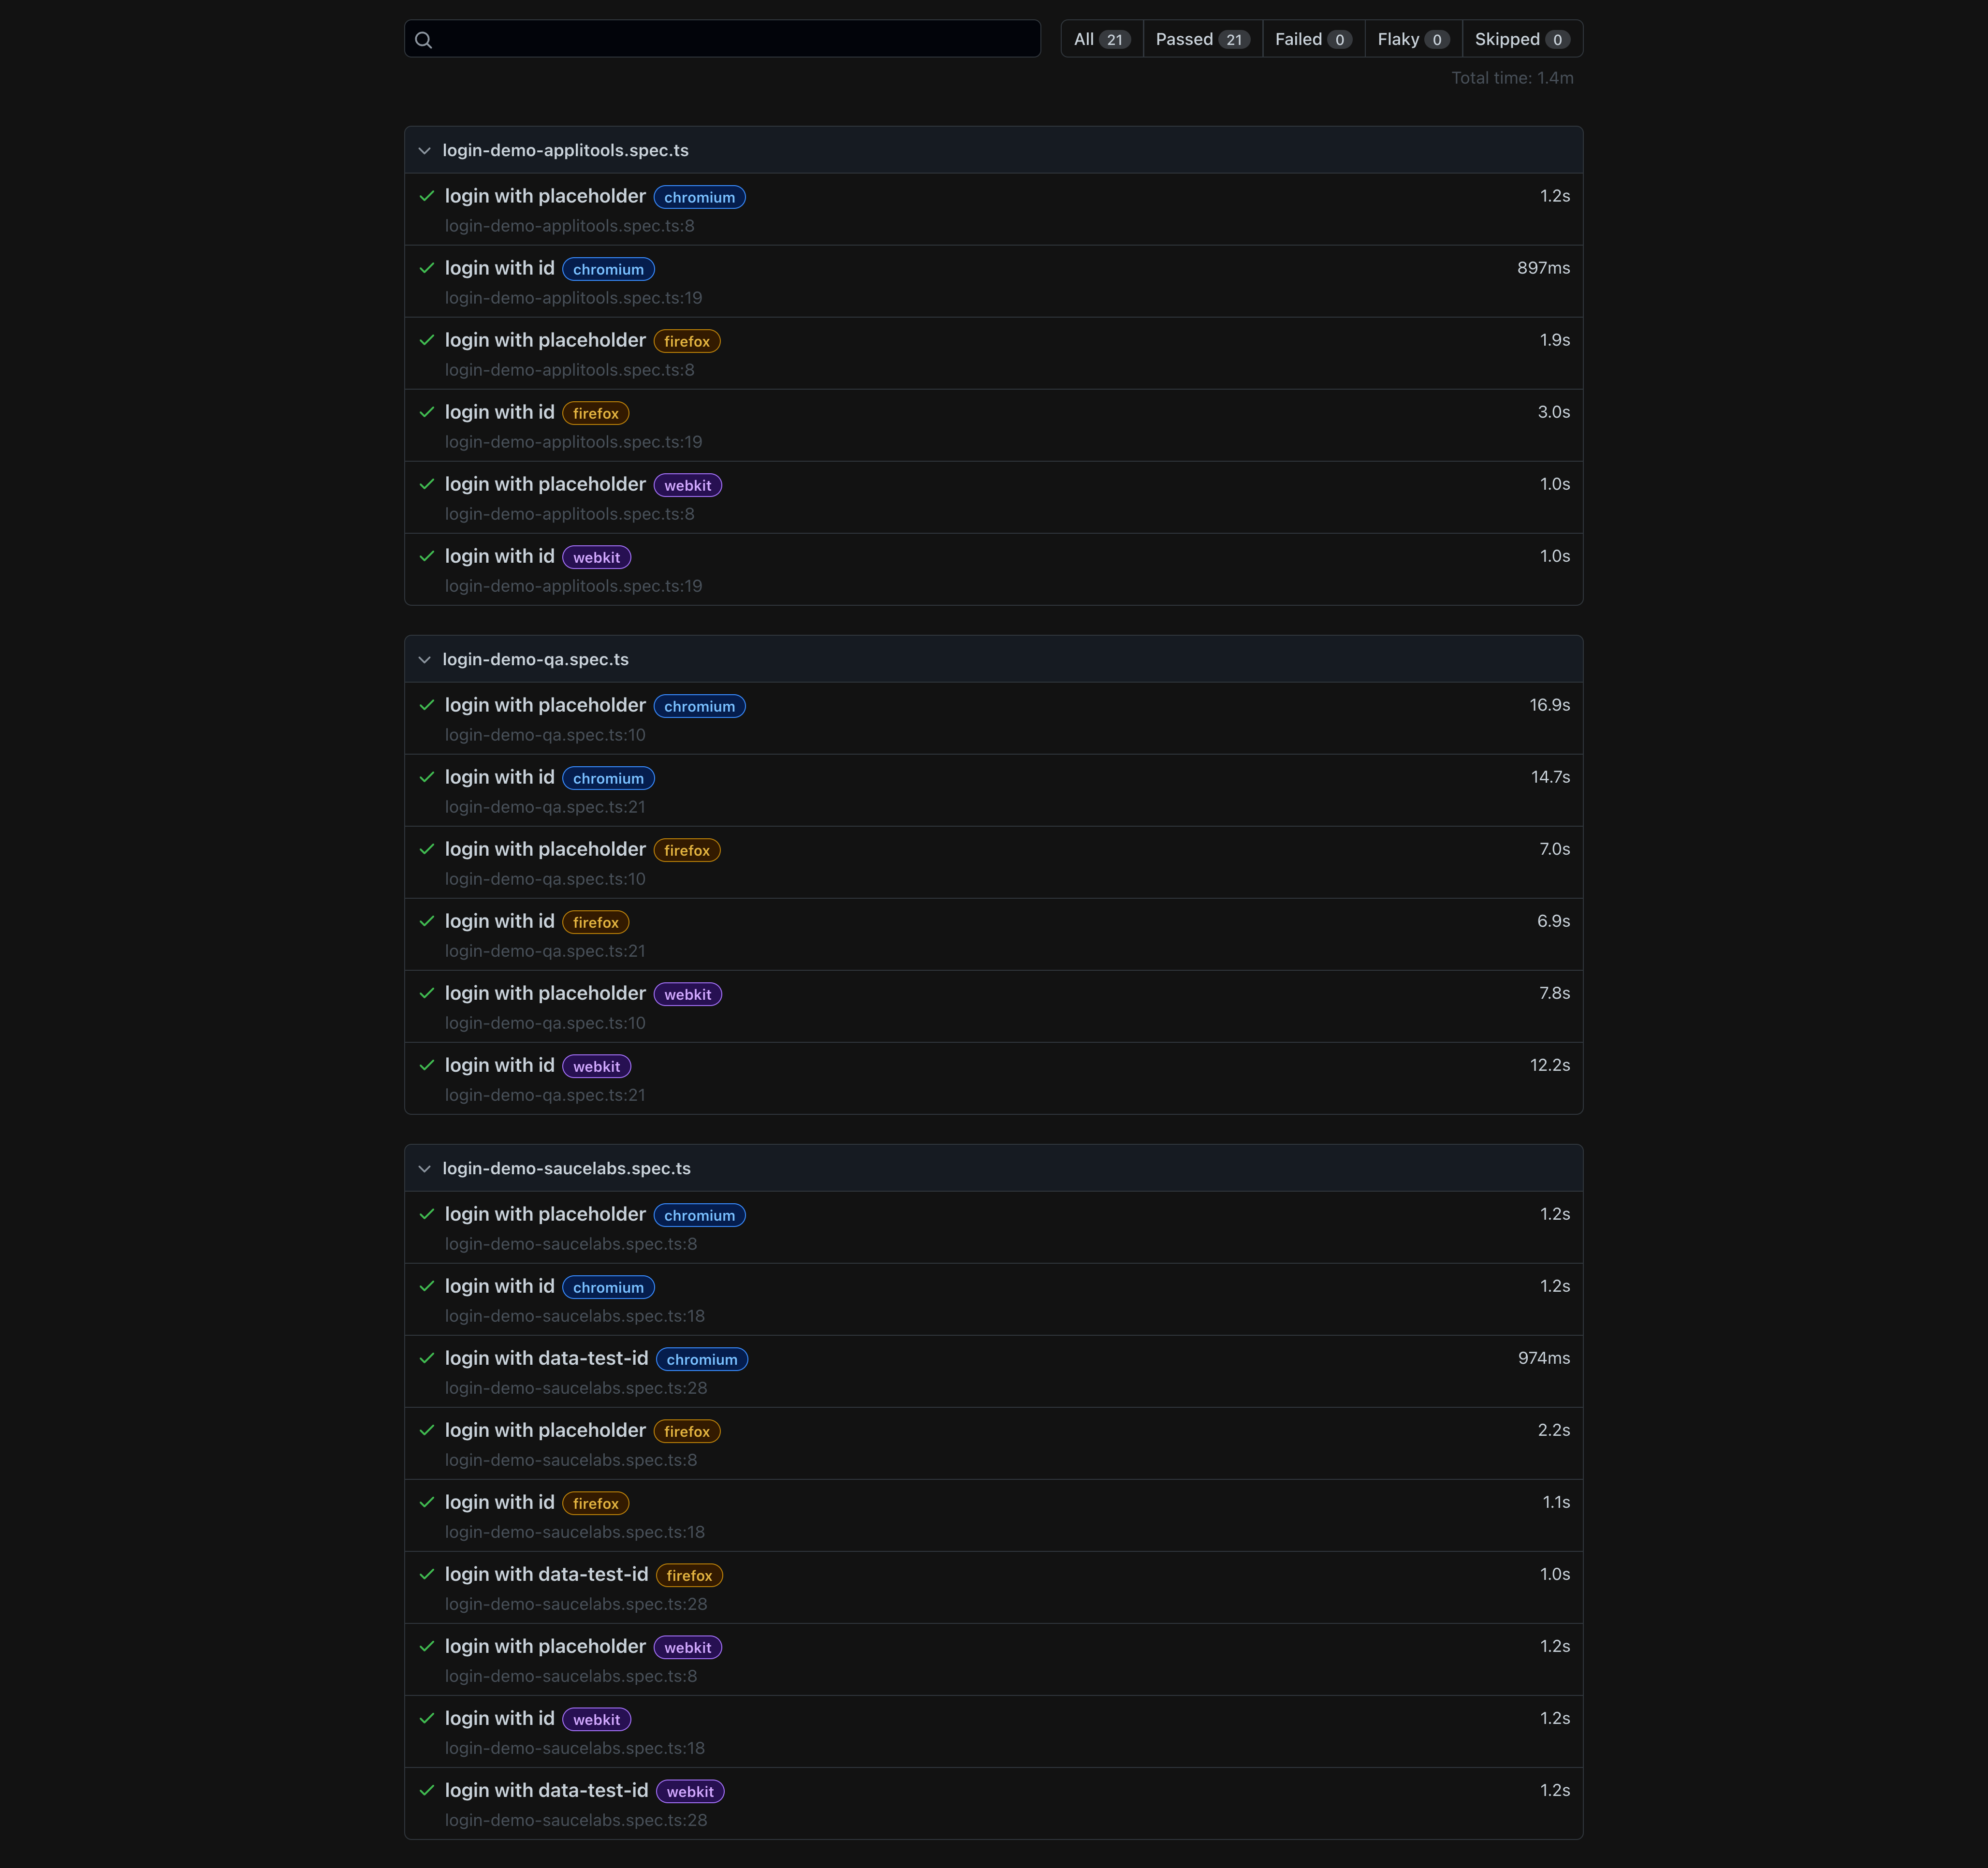 All 21 Passed 21 Failed 0 Flaky 0 Skipped 0
Total time: 1.4m
login-demo-applitools.spec.ts
login with placeholder chromium 1.2s
login-demo-applitools.spec.ts:8
login with id chromium 897ms
login-demo-applitools.spec.ts:19
login with placeholder firefox 1.9s
login-demo-applitools.spec.ts:8
login with id firefox 3.0s
login-demo-applitools.spec.ts:19
login with placeholder webkit 1.0s
login-demo-applitools.spec.ts:8
login with id webkit 1.0s
login-demo-applitools.spec.ts:19
login-demo-qa.spec.ts
login with placeholder chromium 16.9s
login-demo-qa.spec.ts:10
login with id chromium 14.7s
login-demo-qa.spec.ts:21
login with placeholder firefox 7.0s
login-demo-qa.spec.ts:10
login with id firefox 6.9s
login-demo-qa.spec.ts:21
login with placeholder webkit 7.8s
login-demo-qa.spec.ts:10
login with id webkit 12.2s
login-demo-qa.spec.ts:21
login-demo-saucelabs.spec.ts
login with placeholder chromium 1.2s
login-demo-saucelabs.spec.ts:8
login with id chromium 1.2s
login-demo-saucelabs.spec.ts:18
login with data-test-id chromium 974ms
login-demo-saucelabs.spec.ts:28
login with placeholder firefox 2.2s
login-demo-saucelabs.spec.ts:8
login with id firefox 1.1s
login-demo-saucelabs.spec.ts:18
login with data-test-id firefox 1.0s
login-demo-saucelabs.spec.ts:28
login with placeholder webkit 1.2s
login-demo-saucelabs.spec.ts:8
login with id webkit 1.2s
login-demo-saucelabs.spec.ts:18
login with data-test-id webkit 1.2s
login-demo-saucelabs.spec.ts:28